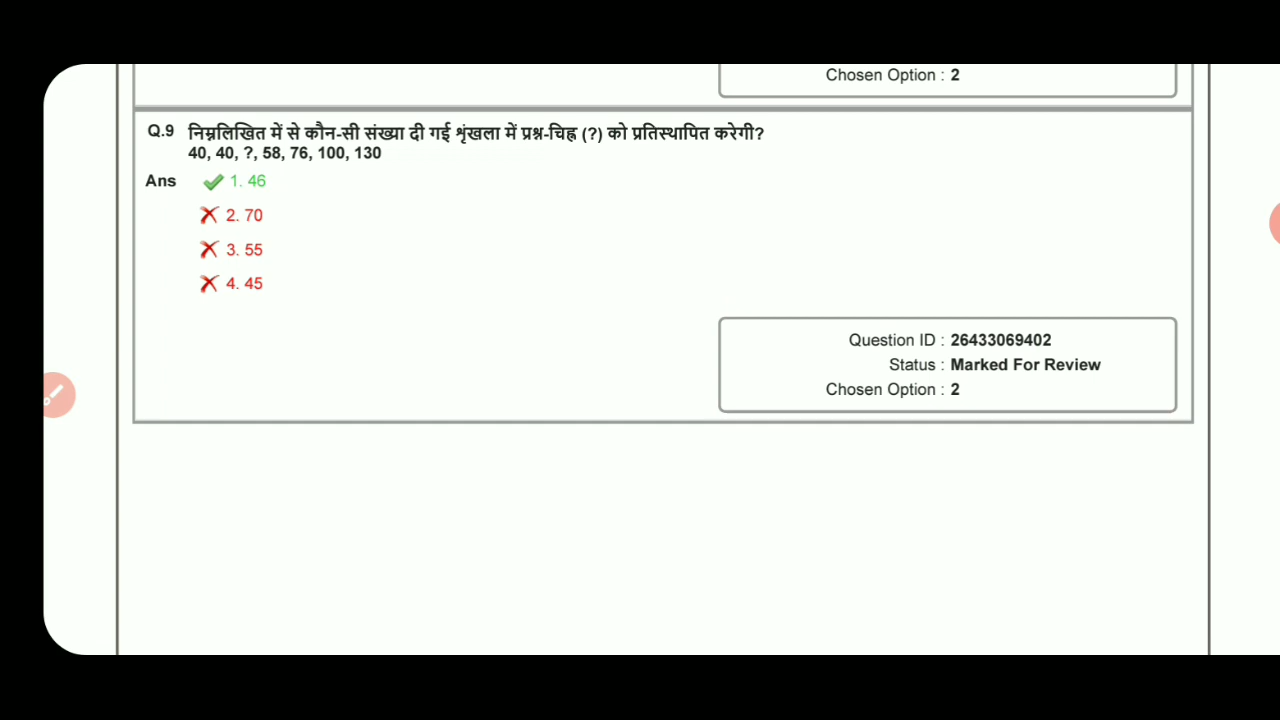 Chosen Option : 2
Q.9 निम्नलिखित में से कौन-सी संख्या दी गई शृंखला में प्रश्न-चिह्न (?) को प्रतिस्थापित करेगी?
40, 40, ?, 58, 76, 100, 130
Ans 1. 46
2. 70
3. 55
4. 45
Question ID : 26433069402
Status : Marked For Review
Chosen Option : 2